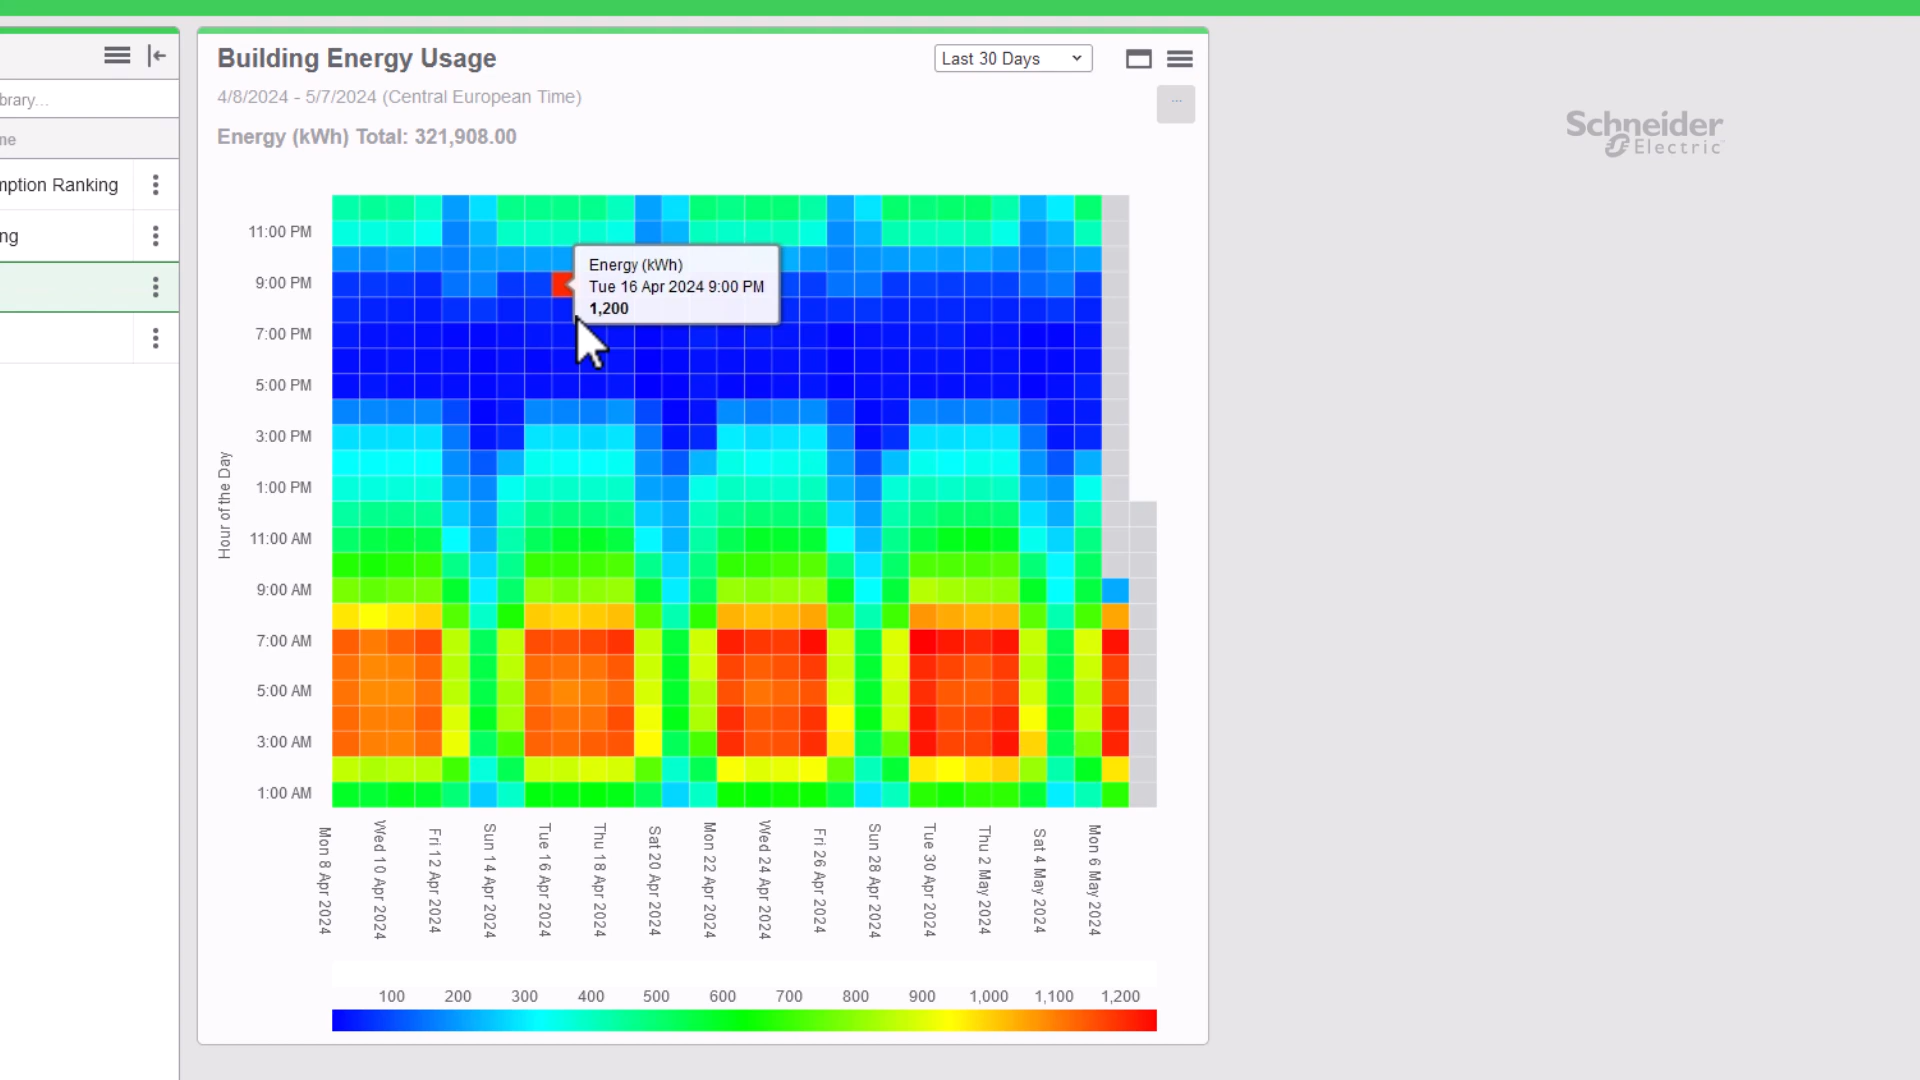 brary...
ne
mption Ranking
ng
Building Energy Usage
Last 30 Days
4/8/2024 - 5/7/2024 (Central European Time)
...
Energy (kWh) Total: 321,908.00
Schneider
Electric
Hour of the Day
11:00 PM
9:00 PM
7:00 PM
5:00 PM
3:00 PM
1:00 PM
11:00 AM
9:00 AM
7:00 AM
5:00 AM
3:00 AM
1:00 AM
Energy (kWh)
Tue 16 Apr 2024 9:00 PM
1,200
Mon 8 Apr 2024
Wed 10 Apr 2024
Fri 12 Apr 2024
Sun 14 Apr 2024
Tue 16 Apr 2024
Thu 18 Apr 2024
Sat 20 Apr 2024
Mon 22 Apr 2024
Wed 24 Apr 2024
Fri 26 Apr 2024
Sun 28 Apr 2024
Tue 30 Apr 2024
Thu 2 May 2024
Sat 4 May 2024
Mon 6 May 2024
100 200 300 400 500 600 700 800 900 1,000 1,100 1,200